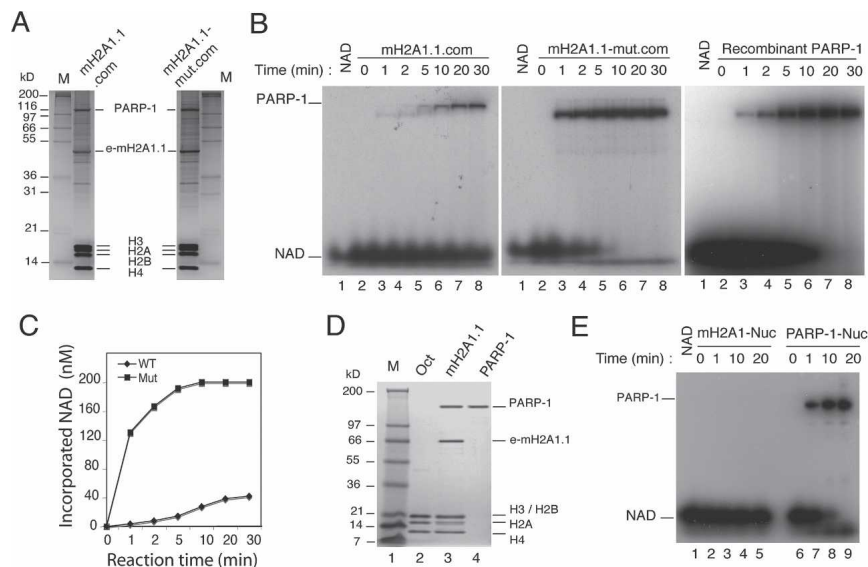 A
mH2A1.1 .com
mH2A1.1- mut.com
kD M M
200
116
97
66
55
36
31
21
14
PARP-1
e-mH2A1.1
H3
H2A
H2B
H4
B
NAD mH2A1.1.com NAD mH2A1.1-mut.com NAD Recombinant PARP-1
Time (min) : 0 1 2 5 10 20 30 0 1 2 5 10 20 30 0 1 2 5 10 20 30
PARP-1
NAD
1 2 3 4 5 6 7 8 1 2 3 4 5 6 7 8 1 2 3 4 5 6 7 8
C
Incorporated NAD (nM)
WT
Mut
200
160
120
80
40
0
0 1 2 5 10 20 30
Reaction time (min)
D
kD M Oct mH2A1.1 PARP-1
200
97
66
55
36
21
14
7
PARP-1
e-mH2A1.1
H3 / H2B
H2A
H4
1 2 3 4
E
NAD mH2A1-Nuc PARP-1-Nuc
Time (min) : 0 1 10 20 0 1 10 20
PARP-1
NAD
1 2 3 4 5 6 7 8 9